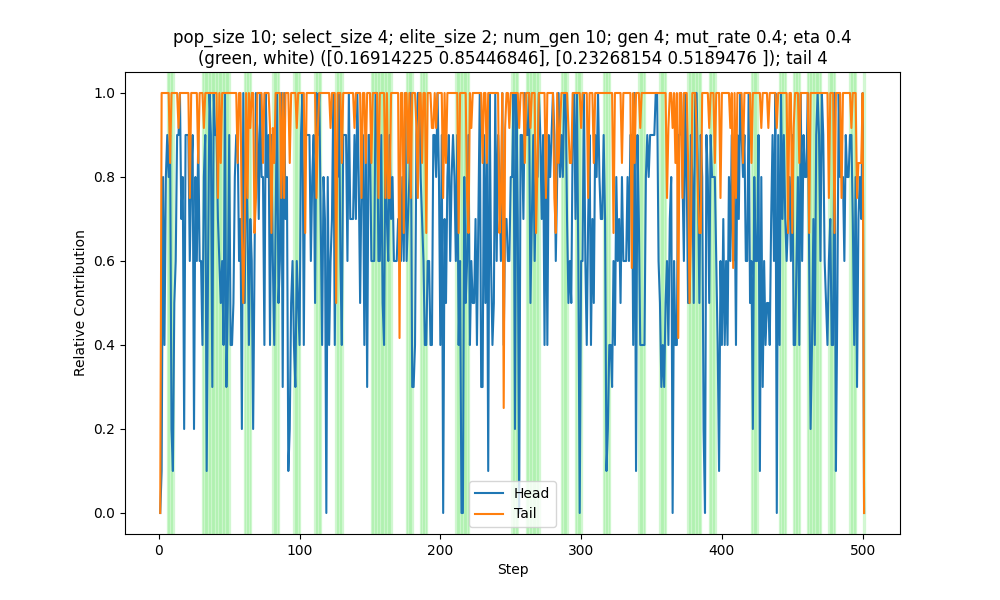 pop_size 10; select_size 4; elite_size 2; num_gen 10; gen 4; mut_rate 0.4; eta 0.4
(green, white) ([0.16914225 0.85446846], [0.23268154 0.5189476 ]); tail 4
1.0
0.8
0.6
0.4
0.2
0.0
Relative Contribution
Head
Tail
0
100
200
300
400
500
Step